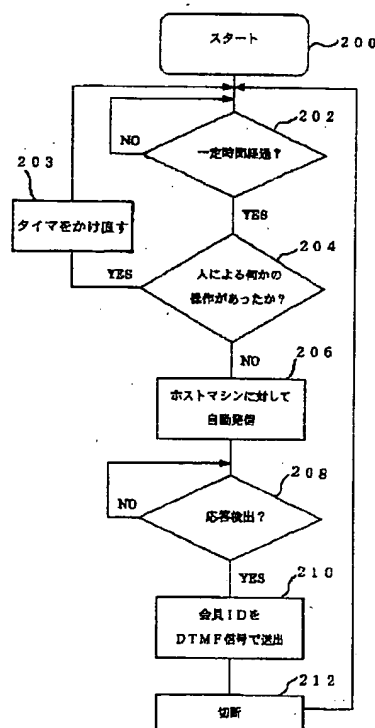 スタート
200
202
NO
一定時間経過?
203
YES
204
タイマをかけ直す
YES
人による何かの
操作があったか?
NO
206
ホストマシンに対して
自動発信
208
NO
応答検出?
YES
210
会員IDを
DTMF信号で送出
212
切断